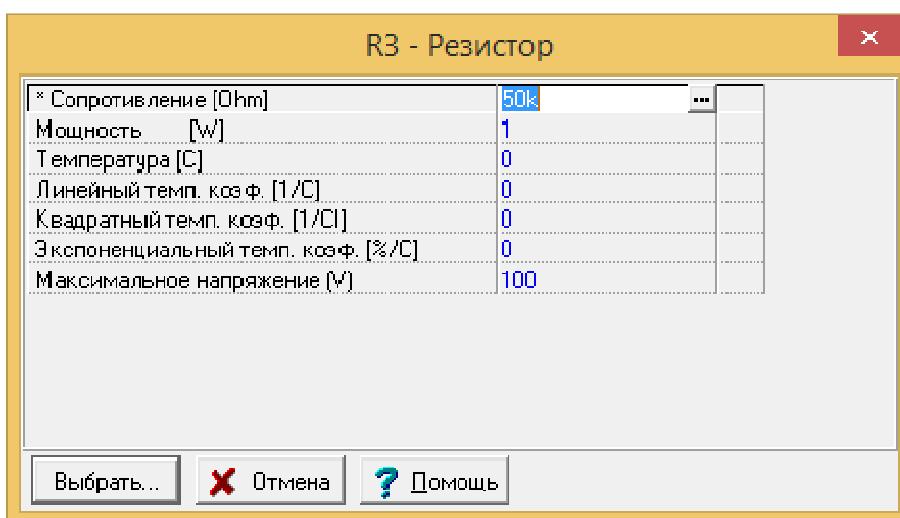 R3 - Резистор
* Сопротивление [Ohm] 50k ...
Мощность [W] 1
Температура [C] 0
Линейный темп. коэф. [1/C] 0
Квадратный темп. коэф. [1/CІ] 0
Экспоненциальный темп. коэф. [%/C] 0
Максимальное напряжение (V) 100
Выбрать... Отмена ? Помощь